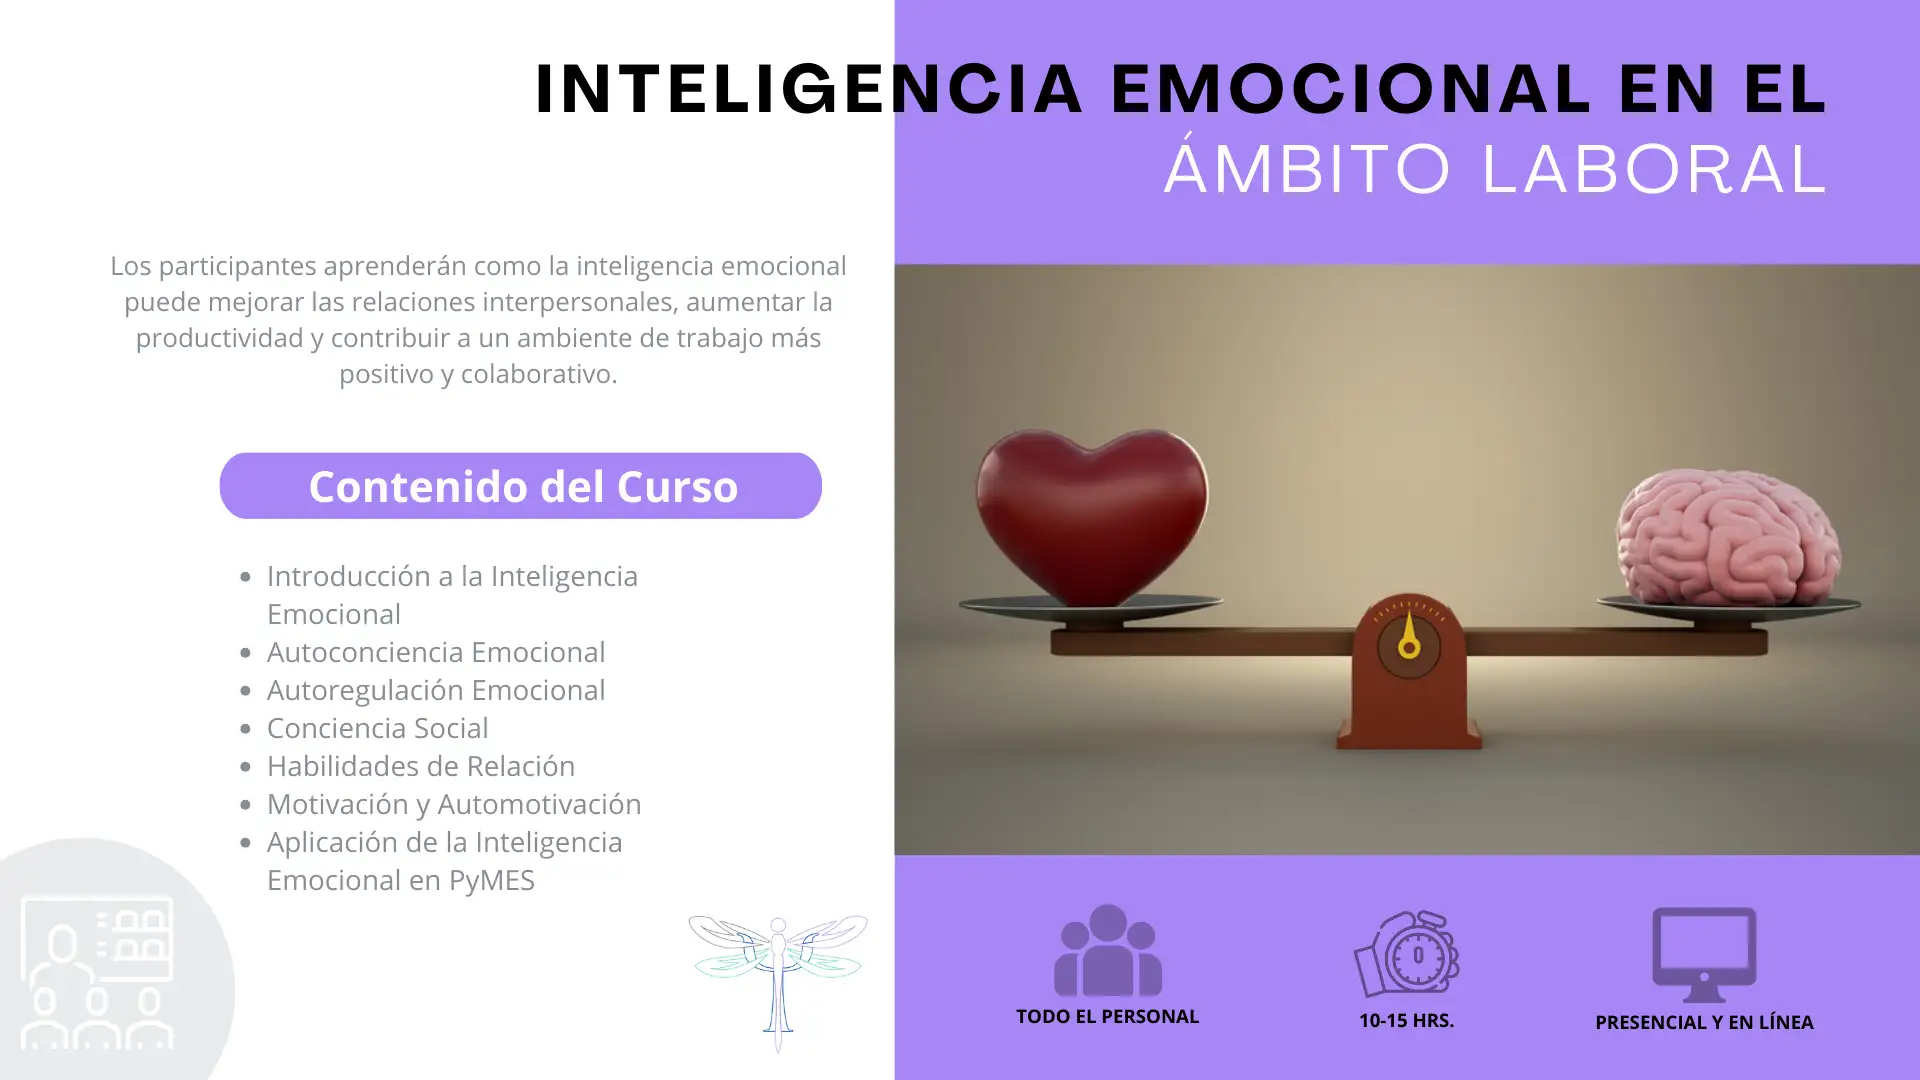 INTELIGENCIA EMOCIONAL EN EL
ÁMBITO LABORAL
Los participantes aprenderán como la inteligencia emocional
puede mejorar las relaciones interpersonales, aumentar la
productividad y contribuir a un ambiente de trabajo más
positivo y colaborativo.
Contenido del Curso
• Introducción a la Inteligencia
Emocional
• Autoconciencia Emocional
• Autoregulación Emocional
• Conciencia Social
• Habilidades de Relación
• Motivación y Automotivación
• Aplicación de la Inteligencia
Emocional en PyMES
TODO EL PERSONAL
10-15 HRS.
PRESENCIAL Y EN LÍNEA